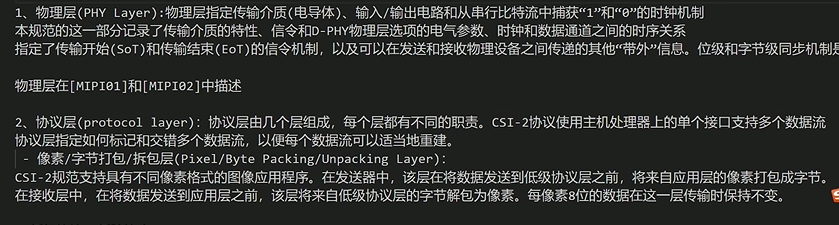 1、物理层(PHY Layer):物理层指定传输介质(电导体)、输入/输出电路和从串行比特流中捕获“1”和“0”的时钟机制
本规范的这一部分记录了传输介质的特性、信令和D-PHY物理层选项的电气参数、时钟和数据通道之间的时序关系
指定了传输开始(SoT)和传输结束(EoT)的信令机制，以及可以在发送和接收物理设备之间传递的其他“带外”信息。位级和字节级同步机制是
物理层在[MIPI01]和[MIPI02]中描述
2、协议层(protocol layer)：协议层由几个层组成，每个层都有不同的职责。CSI-2协议使用主机处理器上的单个接口支持多个数据流
协议层指定如何标记和交错多个数据流，以便每个数据流可以适当地重建。
- 像素/字节打包/拆包层(Pixel/Byte Packing/Unpacking Layer)：
CSI-2规范支持具有不同像素格式的图像应用程序。在发送器中，该层在将数据发送到低级协议层之前，将来自应用层的像素打包成字节。
在接收层中，在将数据发送到应用层之前，该层将来自低级协议层的字节解包为像素。每像素8位的数据在这一层传输时保持不变。